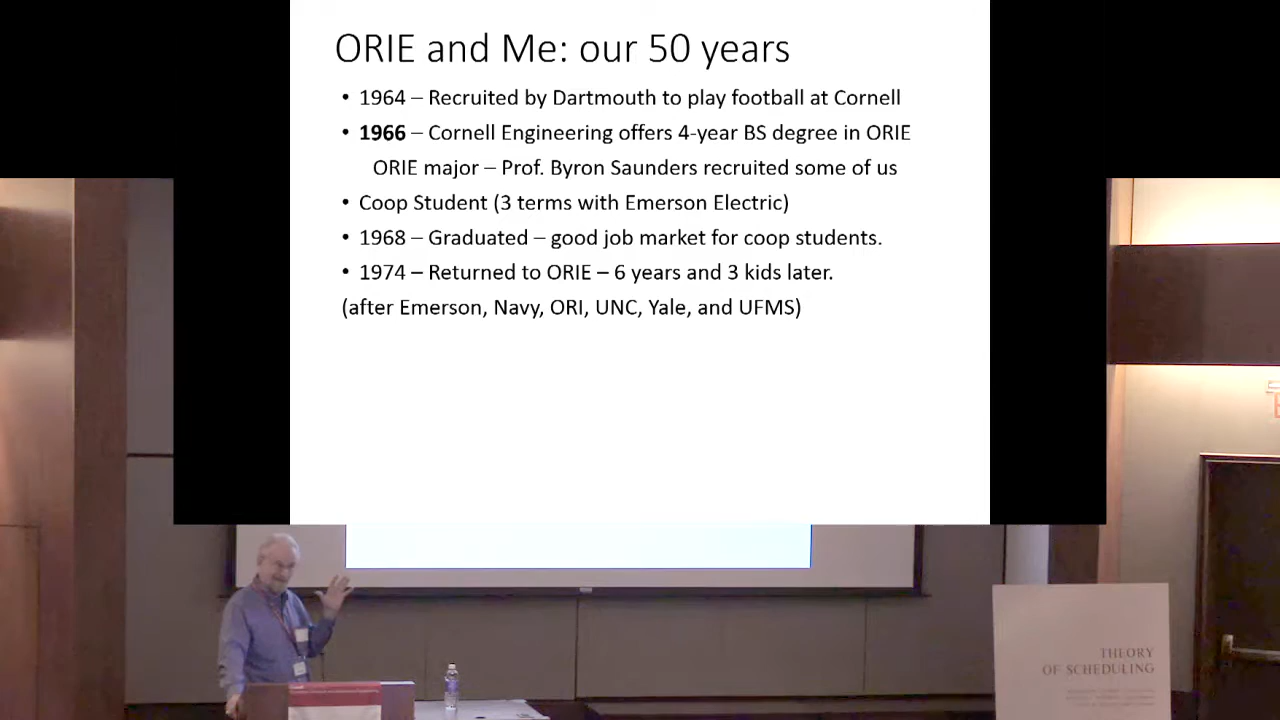 ORIE and Me: our 50 years
• 1964 – Recruited by Dartmouth to play football at Cornell
• 1966 – Cornell Engineering offers 4-year BS degree in ORIE
ORIE major – Prof. Byron Saunders recruited some of us
• Coop Student (3 terms with Emerson Electric)
• 1968 – Graduated – good job market for coop students.
• 1974 – Returned to ORIE – 6 years and 3 kids later.
(after Emerson, Navy, ORI, UNC, Yale, and UFMS)
THEORY
OF SCHEDULING